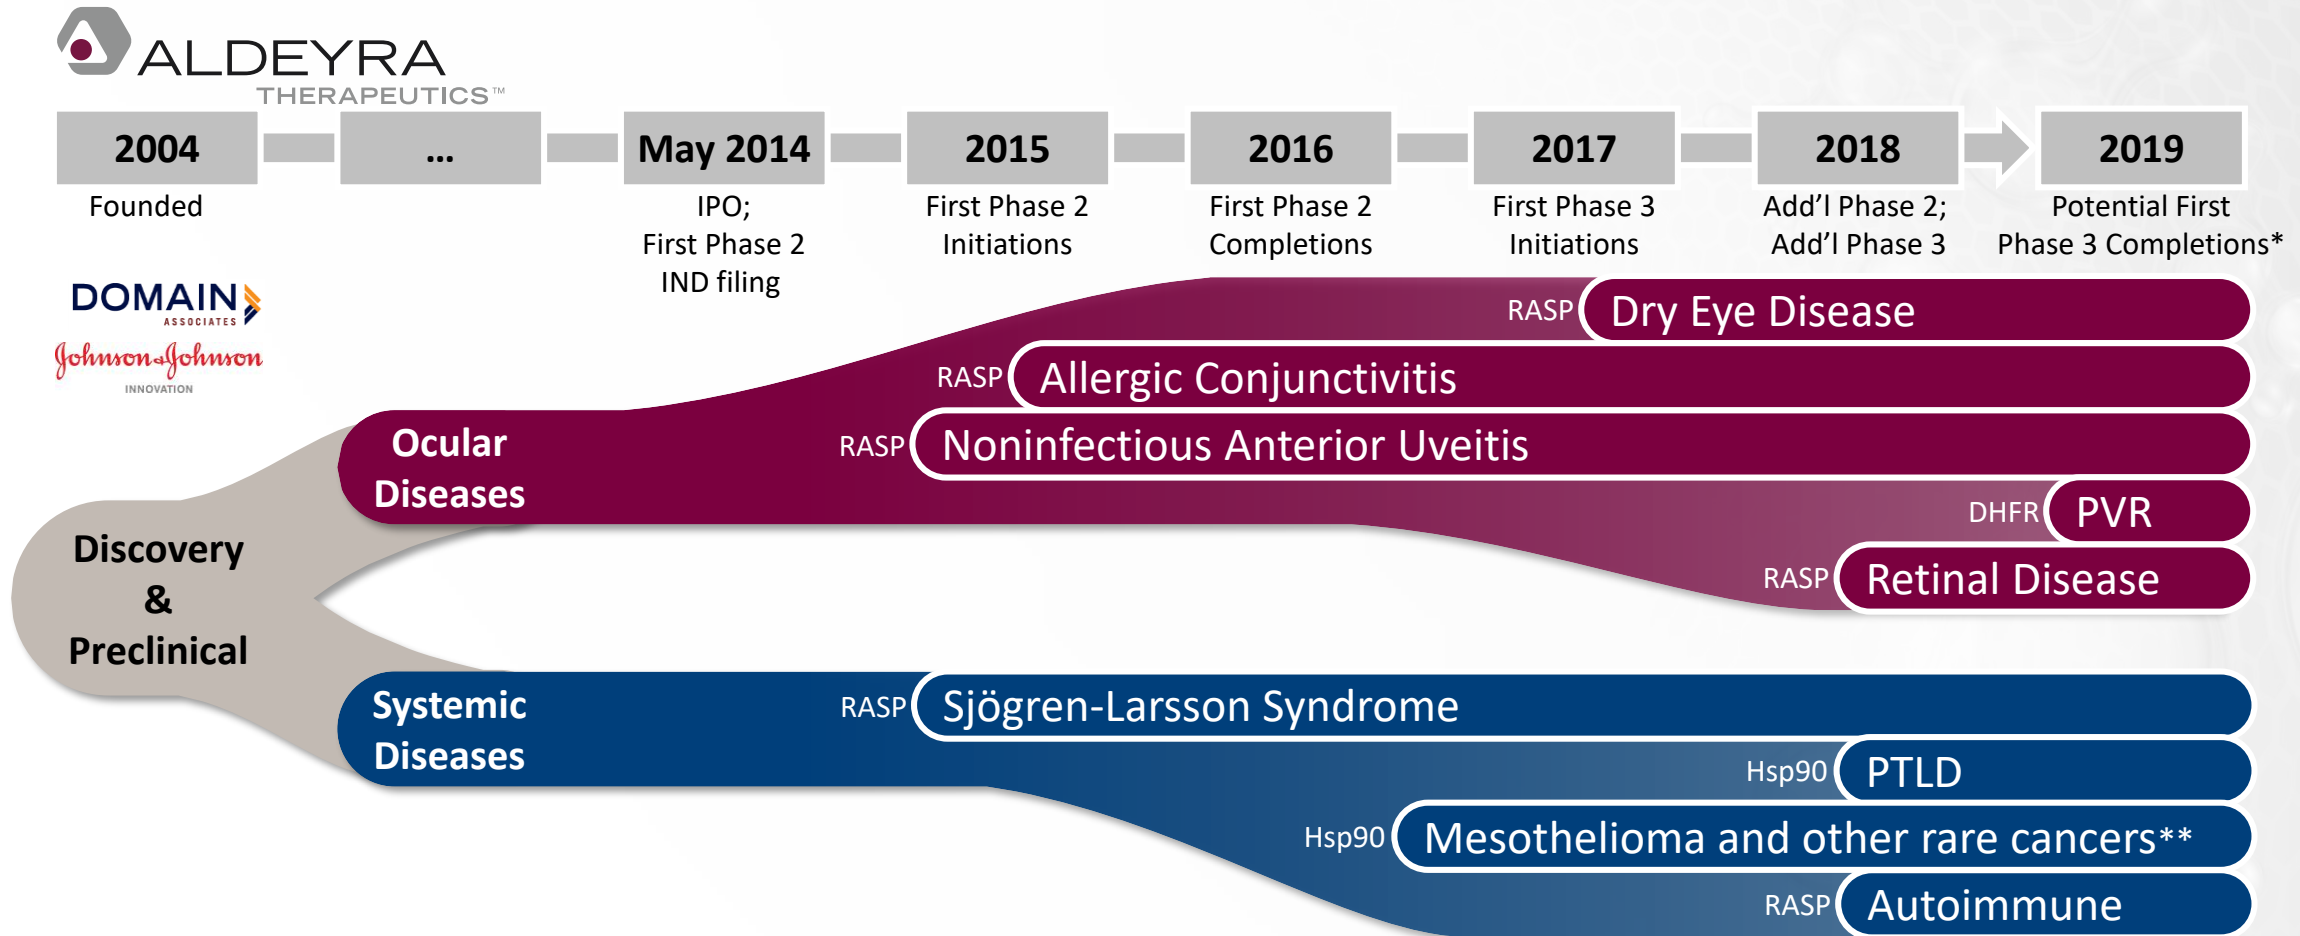 ALDEYRA
THERAPEUTICS™
2004
...
May 2014
2015
2016
2017
2018
2019
Founded
IPO;
First Phase 2
IND filing
First Phase 2
Initiations
First Phase 2
Completions
First Phase 3
Initiations
Add'l Phase 2;
Add'l Phase 3
Potential First
Phase 3 Completions*
DOMAIN
ASSOCIATES
Johnson & Johnson
INNOVATION
Discovery
&
Preclinical
Ocular
Diseases
RASP Dry Eye Disease
RASP Allergic Conjunctivitis
RASP Noninfectious Anterior Uveitis
DHFR PVR
RASP Retinal Disease
Systemic
Diseases
RASP Sjögren-Larsson Syndrome
Hsp90 PTLD
Hsp90 Mesothelioma and other rare cancers**
RASP Autoimmune